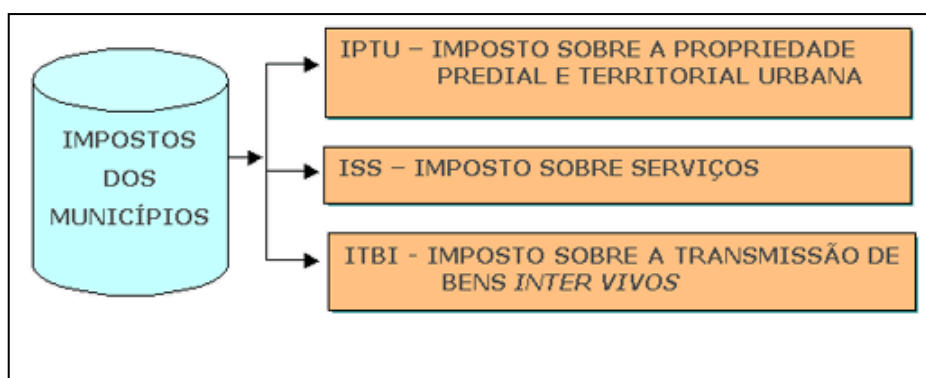 IMPOSTOS
DOS
MUNICÍPIOS
IPTU – IMPOSTO SOBRE A PROPRIEDADE
PREDIAL E TERRITORIAL URBANA
ISS – IMPOSTO SOBRE SERVIÇOS
ITBI - IMPOSTO SOBRE A TRANSMISSÃO DE
BENS INTER VIVOS